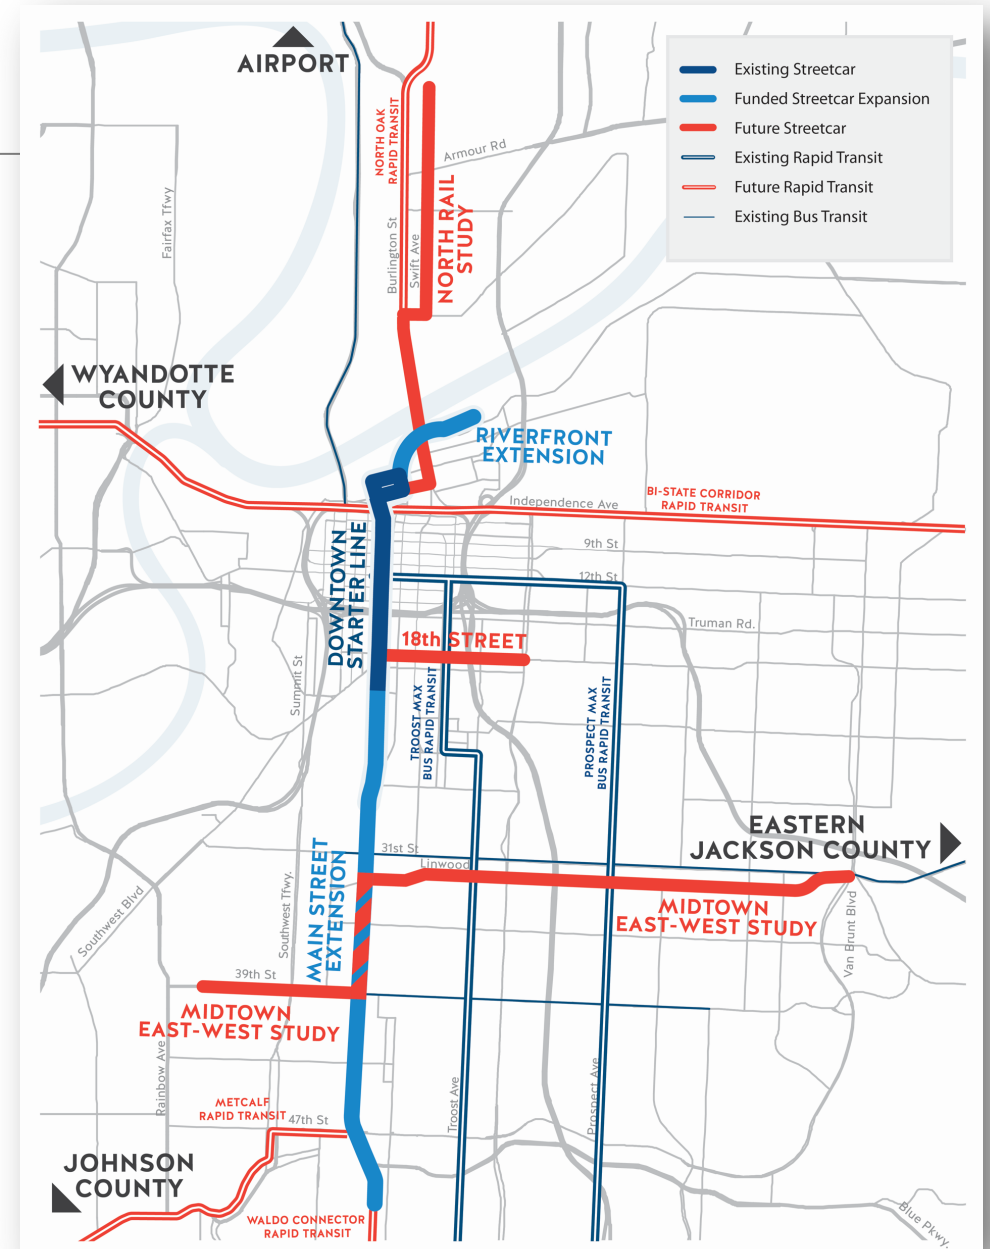 AIRPORT
Existing Streetcar
Funded Streetcar Expansion
Future Streetcar
Existing Rapid Transit
Future Rapid Transit
Existing Bus Transit
NORTH OAK
RAPID TRANSIT
Armour Rd
Fairfax Tfwy
Burlington St
Swift Ave
NORTH RAIL
STUDY
WYANDOTTE
COUNTY
RIVERFRONT
EXTENSION
Independence Ave
BI-STATE CORRIDOR
RAPID TRANSIT
9th St
12th St
DOWNTOWN
STARTER LINE
Truman Rd.
18th STREET
Summit St
TROOST MAX
BUS RAPID TRANSIT
PROSPECT MAX
BUS RAPID TRANSIT
EASTERN
JACKSON COUNTY
31st St
Linwood
MAIN STREET
EXTENSION
Southwest Tfwy.
Southwest Blvd
MIDTOWN
EAST-WEST STUDY
Van Brunt Blvd
39th St
MIDTOWN
EAST-WEST STUDY
Rainbow Ave
Troost Ave
Prospect Ave
METCALF
RAPID TRANSIT
47th St
JOHNSON
COUNTY
WALDO CONNECTOR
RAPID TRANSIT
Blue Pkwy.